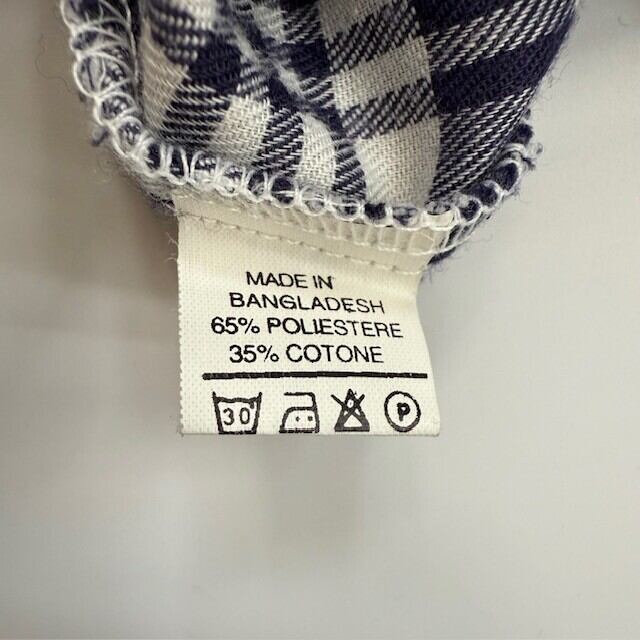 MADE IN
BANGLADESH
65% POLIESTERE
35% COTONE
30 P